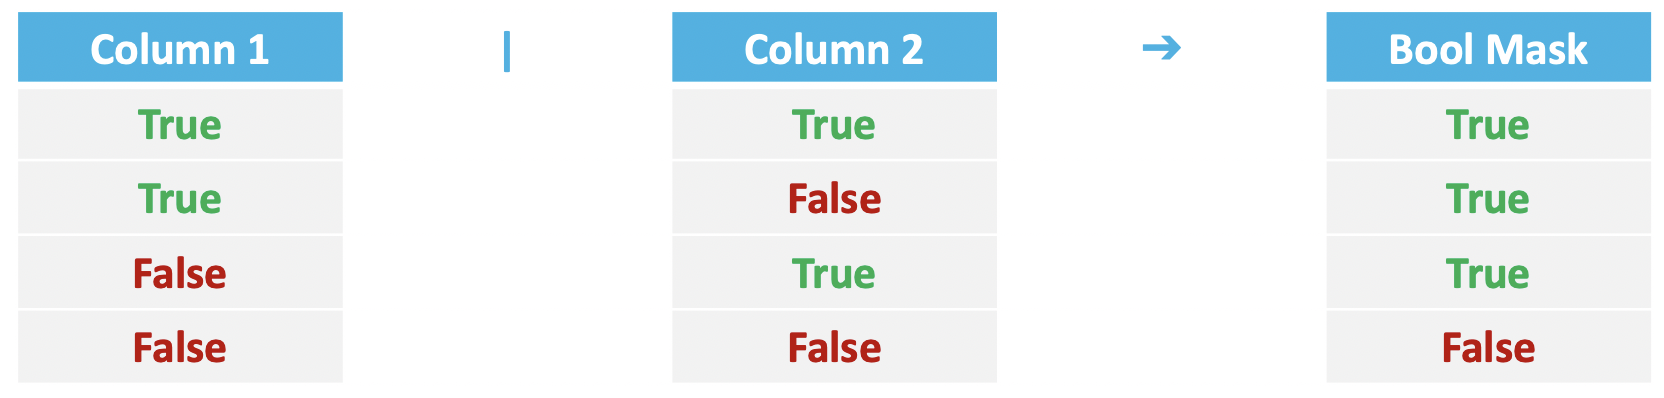 Column 1 | Column 2 ➔ Bool Mask
True True True
True False True
False True True
False False False